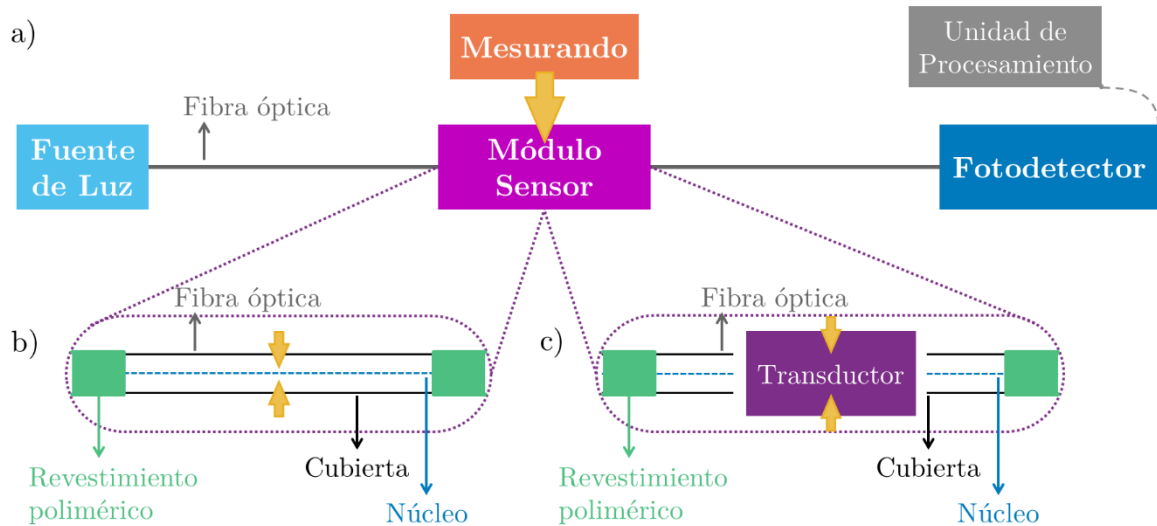 a)
Mesurando
Unidad de
Procesamiento
Fibra óptica
Fuente
de Luz
Módulo
Sensor
Fotodetector
b)
Fibra óptica
Revestimiento
polimérico
Cubierta
Núcleo
c)
Fibra óptica
Transductor
Revestimiento
polimérico
Cubierta
Núcleo